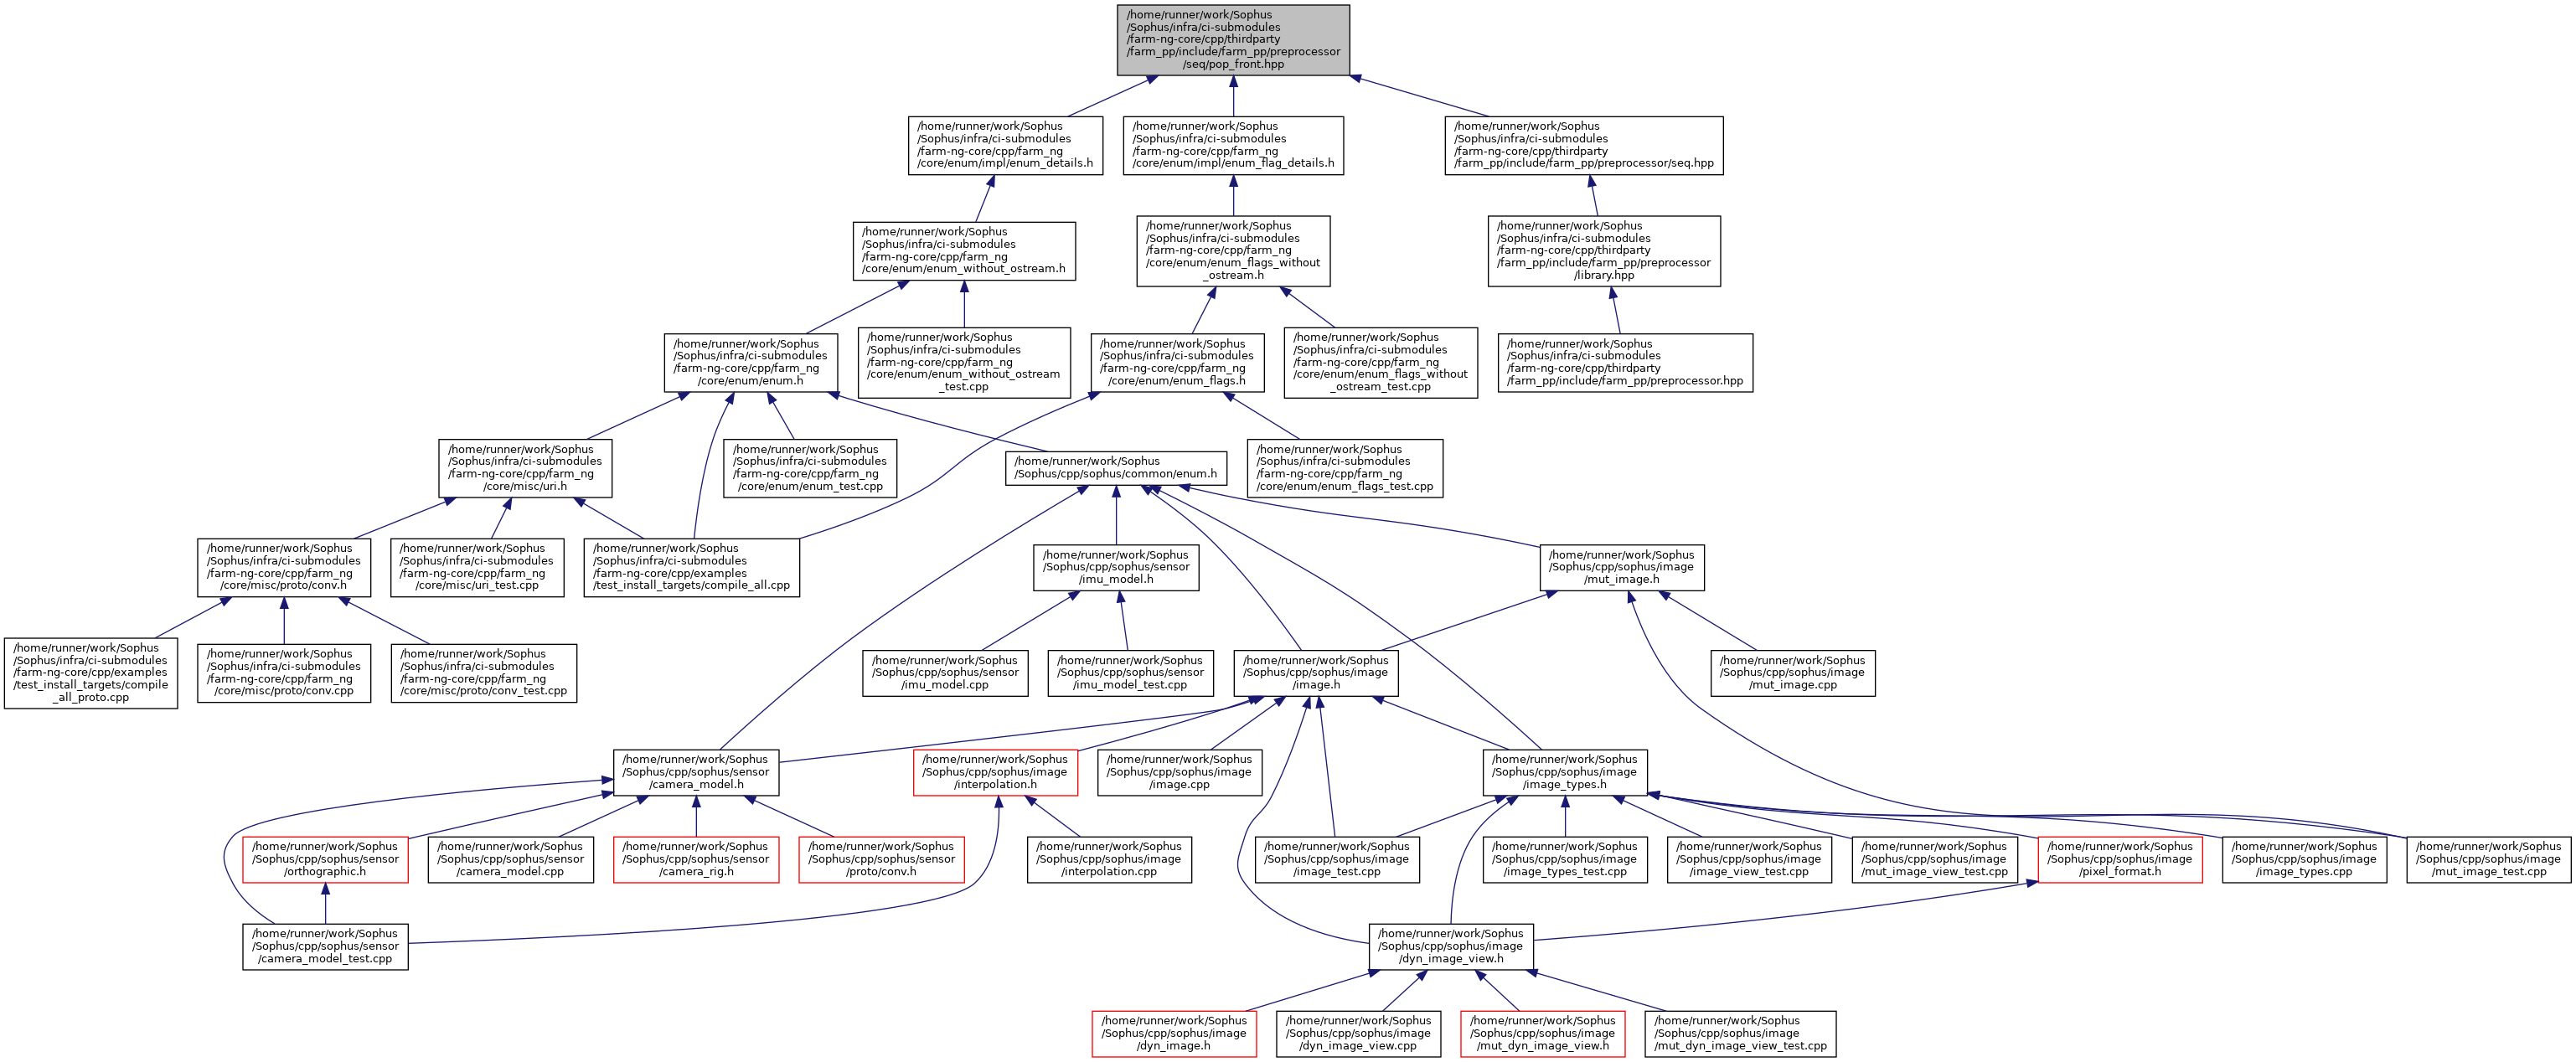 /home/runner/work/Sophus
/Sophus/infra/ci-submodules
/farm-ng-core/cpp/thirdparty
/farm_pp/include/farm_pp/preprocessor
/seq/pop_front.hpp
/home/runner/work/Sophus
/Sophus/infra/ci-submodules
/farm-ng-core/cpp/farm_ng
/core/enum/impl/enum_details.h
/home/runner/work/Sophus
/Sophus/infra/ci-submodules
/farm-ng-core/cpp/farm_ng
/core/enum/impl/enum_flag_details.h
/home/runner/work/Sophus
/Sophus/infra/ci-submodules
/farm-ng-core/cpp/thirdparty
/farm_pp/include/farm_pp/preprocessor/seq.hpp
/home/runner/work/Sophus
/Sophus/infra/ci-submodules
/farm-ng-core/cpp/farm_ng
/core/enum/enum_without_ostream.h
/home/runner/work/Sophus
/Sophus/infra/ci-submodules
/farm-ng-core/cpp/farm_ng
/core/enum/enum_flags_without
_ostream.h
/home/runner/work/Sophus
/Sophus/infra/ci-submodules
/farm-ng-core/cpp/thirdparty
/farm_pp/include/farm_pp/preprocessor
/library.hpp
/home/runner/work/Sophus
/Sophus/infra/ci-submodules
/farm-ng-core/cpp/farm_ng
/core/enum/enum.h
/home/runner/work/Sophus
/Sophus/infra/ci-submodules
/farm-ng-core/cpp/farm_ng
/core/enum/enum_without_ostream
_test.cpp
/home/runner/work/Sophus
/Sophus/infra/ci-submodules
/farm-ng-core/cpp/farm_ng
/core/enum/enum_flags.h
/home/runner/work/Sophus
/Sophus/infra/ci-submodules
/farm-ng-core/cpp/farm_ng
/core/enum/enum_flags_without
_ostream_test.cpp
/home/runner/work/Sophus
/Sophus/infra/ci-submodules
/farm-ng-core/cpp/thirdparty
/farm_pp/include/farm_pp/preprocessor.hpp
/home/runner/work/Sophus
/Sophus/infra/ci-submodules
/farm-ng-core/cpp/farm_ng
/core/misc/uri.h
/home/runner/work/Sophus
/Sophus/infra/ci-submodules
/farm-ng-core/cpp/farm_ng
/core/enum/enum_test.cpp
/home/runner/work/Sophus
/Sophus/cpp/sophus/common/enum.h
/home/runner/work/Sophus
/Sophus/infra/ci-submodules
/farm-ng-core/cpp/farm_ng
/core/enum/enum_flags_test.cpp
/home/runner/work/Sophus
/Sophus/infra/ci-submodules
/farm-ng-core/cpp/farm_ng
/core/misc/proto/conv.h
/home/runner/work/Sophus
/Sophus/infra/ci-submodules
/farm-ng-core/cpp/farm_ng
/core/misc/uri_test.cpp
/home/runner/work/Sophus
/Sophus/infra/ci-submodules
/farm-ng-core/cpp/examples
/test_install_targets/compile_all.cpp
/home/runner/work/Sophus
/Sophus/cpp/sophus/sensor
/imu_model.h
/home/runner/work/Sophus
/Sophus/cpp/sophus/image
/mut_image.h
/home/runner/work/Sophus
/Sophus/infra/ci-submodules
/farm-ng-core/cpp/examples
/test_install_targets/compile
_all_proto.cpp
/home/runner/work/Sophus
/Sophus/infra/ci-submodules
/farm-ng-core/cpp/farm_ng
/core/misc/proto/conv.cpp
/home/runner/work/Sophus
/Sophus/infra/ci-submodules
/farm-ng-core/cpp/farm_ng
/core/misc/proto/conv_test.cpp
/home/runner/work/Sophus
/Sophus/cpp/sophus/sensor
/imu_model.cpp
/home/runner/work/Sophus
/Sophus/cpp/sophus/sensor
/imu_model_test.cpp
/home/runner/work/Sophus
/Sophus/cpp/sophus/image
/image.h
/home/runner/work/Sophus
/Sophus/cpp/sophus/image
/mut_image.cpp
/home/runner/work/Sophus
/Sophus/cpp/sophus/sensor
/camera_model.h
/home/runner/work/Sophus
/Sophus/cpp/sophus/image
/interpolation.h
/home/runner/work/Sophus
/Sophus/cpp/sophus/image
/image.cpp
/home/runner/work/Sophus
/Sophus/cpp/sophus/image
/image_types.h
/home/runner/work/Sophus
/Sophus/cpp/sophus/sensor
/orthographic.h
/home/runner/work/Sophus
/Sophus/cpp/sophus/sensor
/camera_model.cpp
/home/runner/work/Sophus
/Sophus/cpp/sophus/sensor
/camera_rig.h
/home/runner/work/Sophus
/Sophus/cpp/sophus/sensor
/proto/conv.h
/home/runner/work/Sophus
/Sophus/cpp/sophus/image
/interpolation.cpp
/home/runner/work/Sophus
/Sophus/cpp/sophus/image
/image_test.cpp
/home/runner/work/Sophus
/Sophus/cpp/sophus/image
/image_types_test.cpp
/home/runner/work/Sophus
/Sophus/cpp/sophus/image
/image_view_test.cpp
/home/runner/work/Sophus
/Sophus/cpp/sophus/image
/mut_image_view_test.cpp
/home/runner/work/Sophus
/Sophus/cpp/sophus/image
/pixel_format.h
/home/runner/work/Sophus
/Sophus/cpp/sophus/image
/image_types.cpp
/home/runner/work/Sophus
/Sophus/cpp/sophus/image
/mut_image_test.cpp
/home/runner/work/Sophus
/Sophus/cpp/sophus/sensor
/camera_model_test.cpp
/home/runner/work/Sophus
/Sophus/cpp/sophus/image
/dyn_image_view.h
/home/runner/work/Sophus
/Sophus/cpp/sophus/image
/dyn_image.h
/home/runner/work/Sophus
/Sophus/cpp/sophus/image
/dyn_image_view.cpp
/home/runner/work/Sophus
/Sophus/cpp/sophus/image
/mut_dyn_image_view.h
/home/runner/work/Sophus
/Sophus/cpp/sophus/image
/mut_dyn_image_view_test.cpp